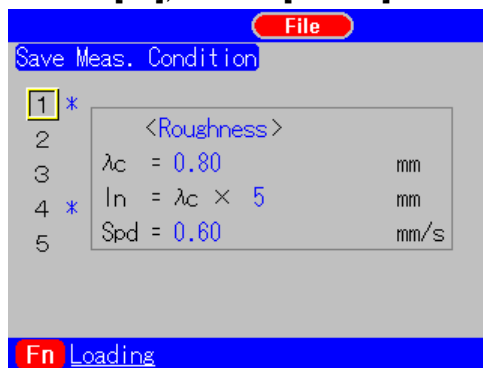 File
Save Meas. Condition
1 *
2
3
4 *
5
<Roughness>
λc = 0.80 mm
ln = λc × 5 mm
Spd = 0.60 mm/s
Fn Loading